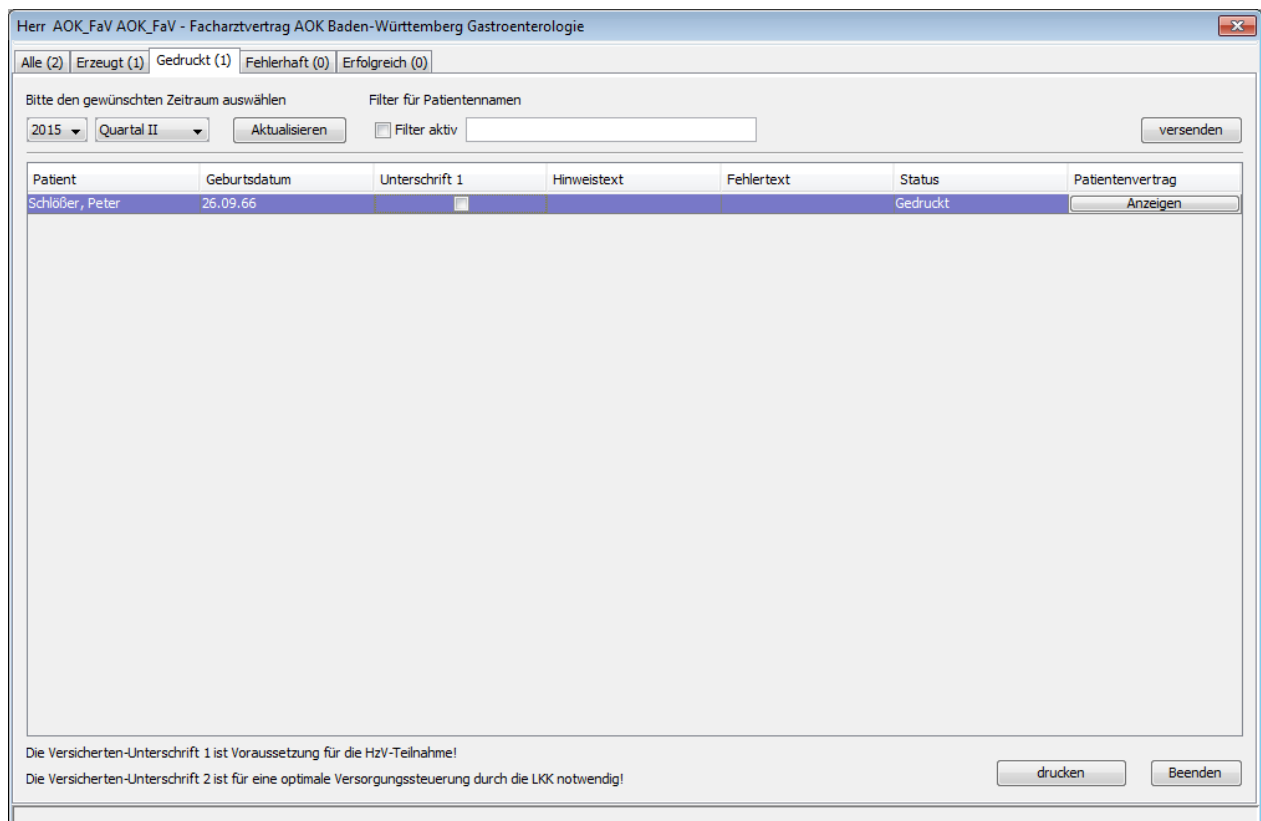 Herr AOK_FaV AOK_FaV - Facharztvertrag AOK Baden-Württemberg Gastroenterologie
Alle (2) Erzeugt (1) Gedruckt (1) Fehlerhaft (0) Erfolgreich (0)
Bitte den gewünschten Zeitraum auswählen Filter für Patientennamen
2015 Quartal II Aktualisieren Filter aktiv versenden
Patient Geburtsdatum Unterschrift 1 Hinweistext Fehlertext Status Patientenvertrag
Schlößer, Peter 26.09.66 Gedruckt Anzeigen
Die Versicherten-Unterschrift 1 ist Voraussetzung für die HzV-Teilnahme!
Die Versicherten-Unterschrift 2 ist für eine optimale Versorgungssteuerung durch die LKK notwendig!
drucken Beenden